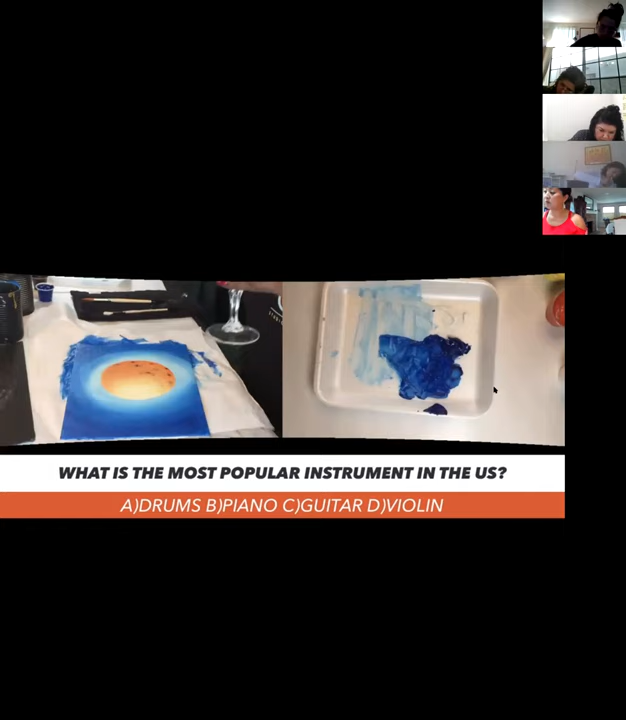 WHAT IS THE MOST POPULAR INSTRUMENT IN THE US?
A)DRUMS B)PIANO C)GUITAR D)VIOLIN